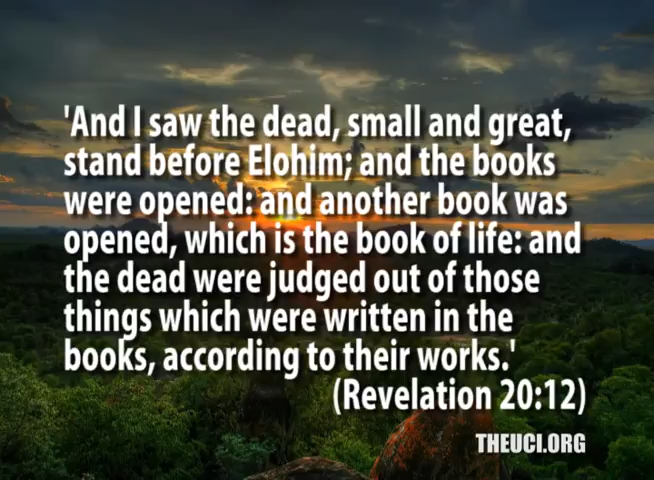 'And I saw the dead, small and great,
stand before Elohim; and the books
were opened: and another book was
opened, which is the book of life: and
the dead were judged out of those
things which were written in the
books, according to their works.'
(Revelation 20:12)
THEUCI.ORG